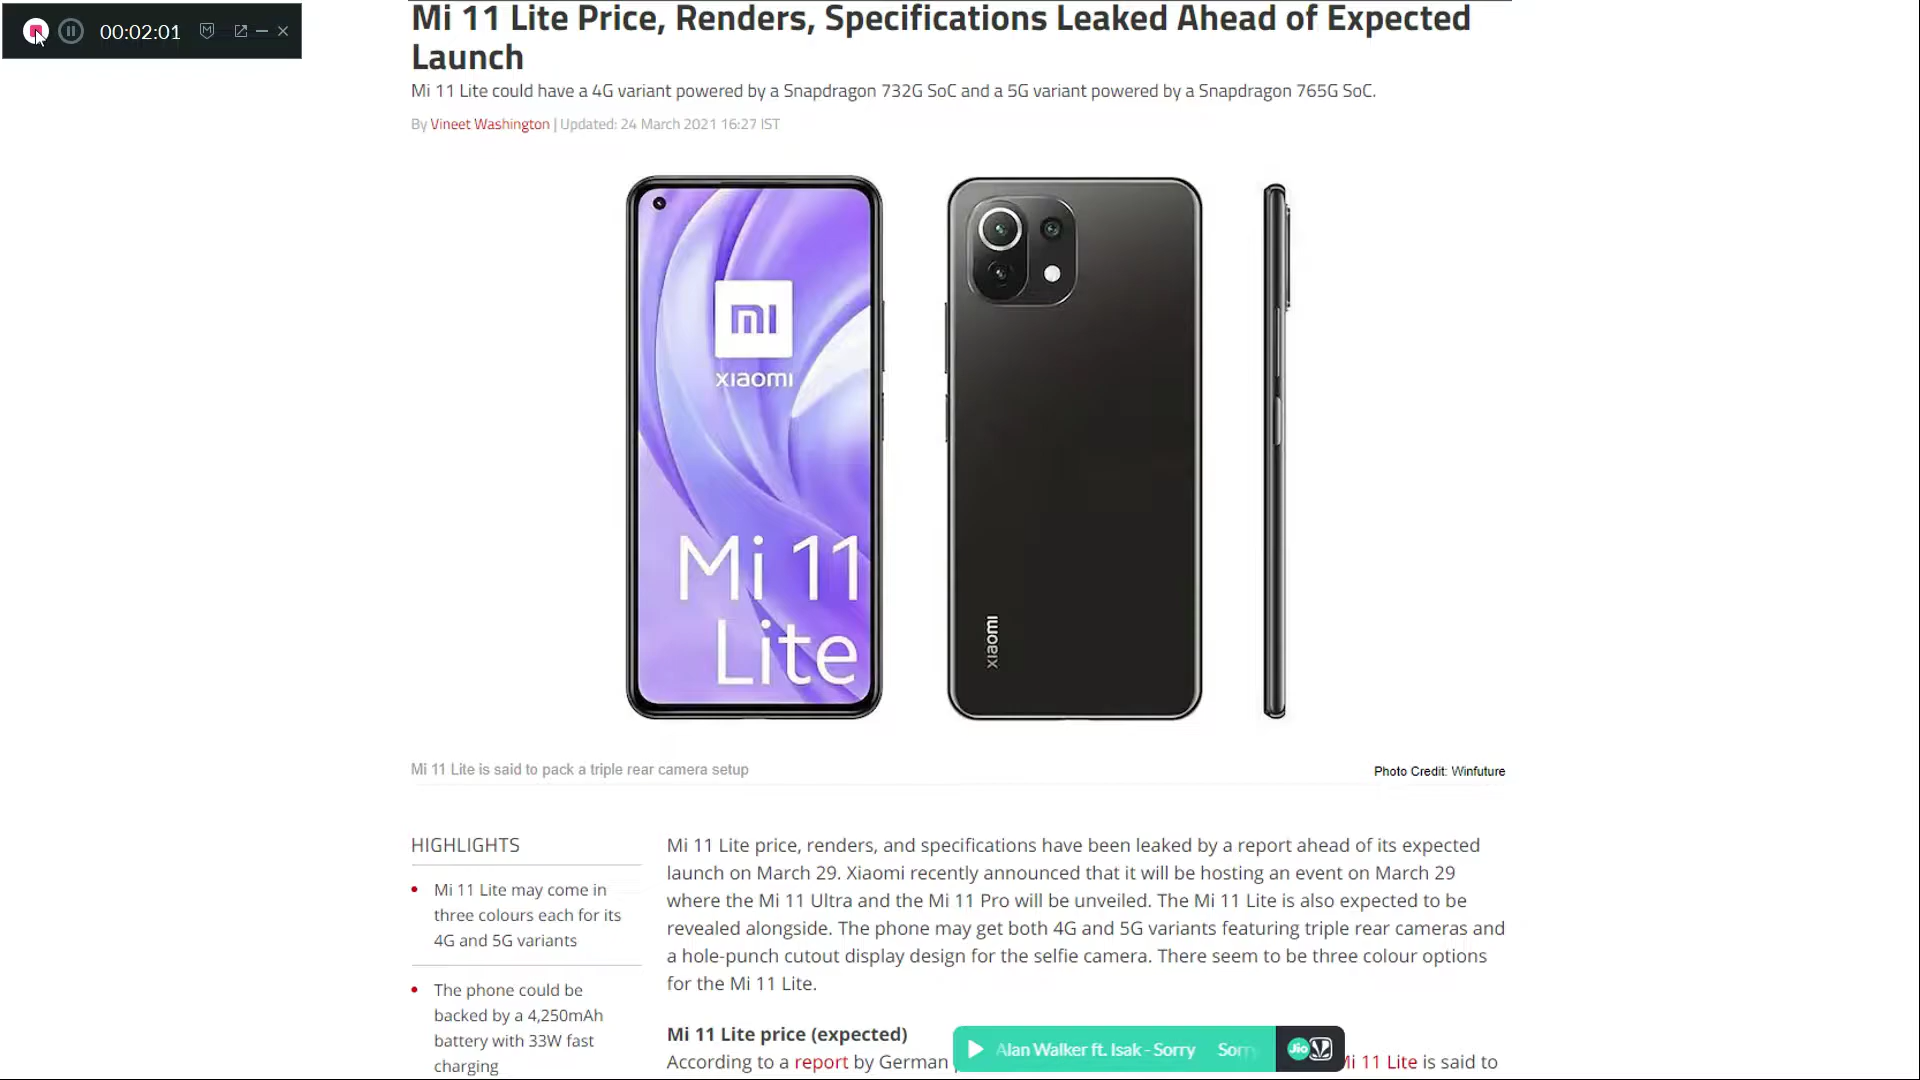 00:02:01
Mi 11 Lite Price, Renders, Specifications Leaked Ahead of Expected
Launch
Mi 11 Lite could have a 4G variant powered by a Snapdragon 732G SoC and a 5G variant powered by a Snapdragon 765G SoC.
By Vineet Washington | Updated: 24 March 2021 16:27 IST
mi
xiaomi
Mi 11
Lite
xiaomi
Mi 11 Lite is said to pack a triple rear camera setup
Photo Credit: Winfuture
HIGHLIGHTS
Mi 11 Lite may come in
three colours each for its
4G and 5G variants
The phone could be
backed by a 4,250mAh
battery with 33W fast
charging
Mi 11 Lite price, renders, and specifications have been leaked by a report ahead of its expected
launch on March 29. Xiaomi recently announced that it will be hosting an event on March 29
where the Mi 11 Ultra and the Mi 11 Pro will be unveiled. The Mi 11 Lite is also expected to be
revealed alongside. The phone may get both 4G and 5G variants featuring triple rear cameras and
a hole-punch cutout display design for the selfie camera. There seem to be three colour options
for the Mi 11 Lite.
Mi 11 Lite price (expected)
According to a report by German
Mi 11 Lite is said to
Alan Walker ft. Isak - Sorry Sorr
Jio